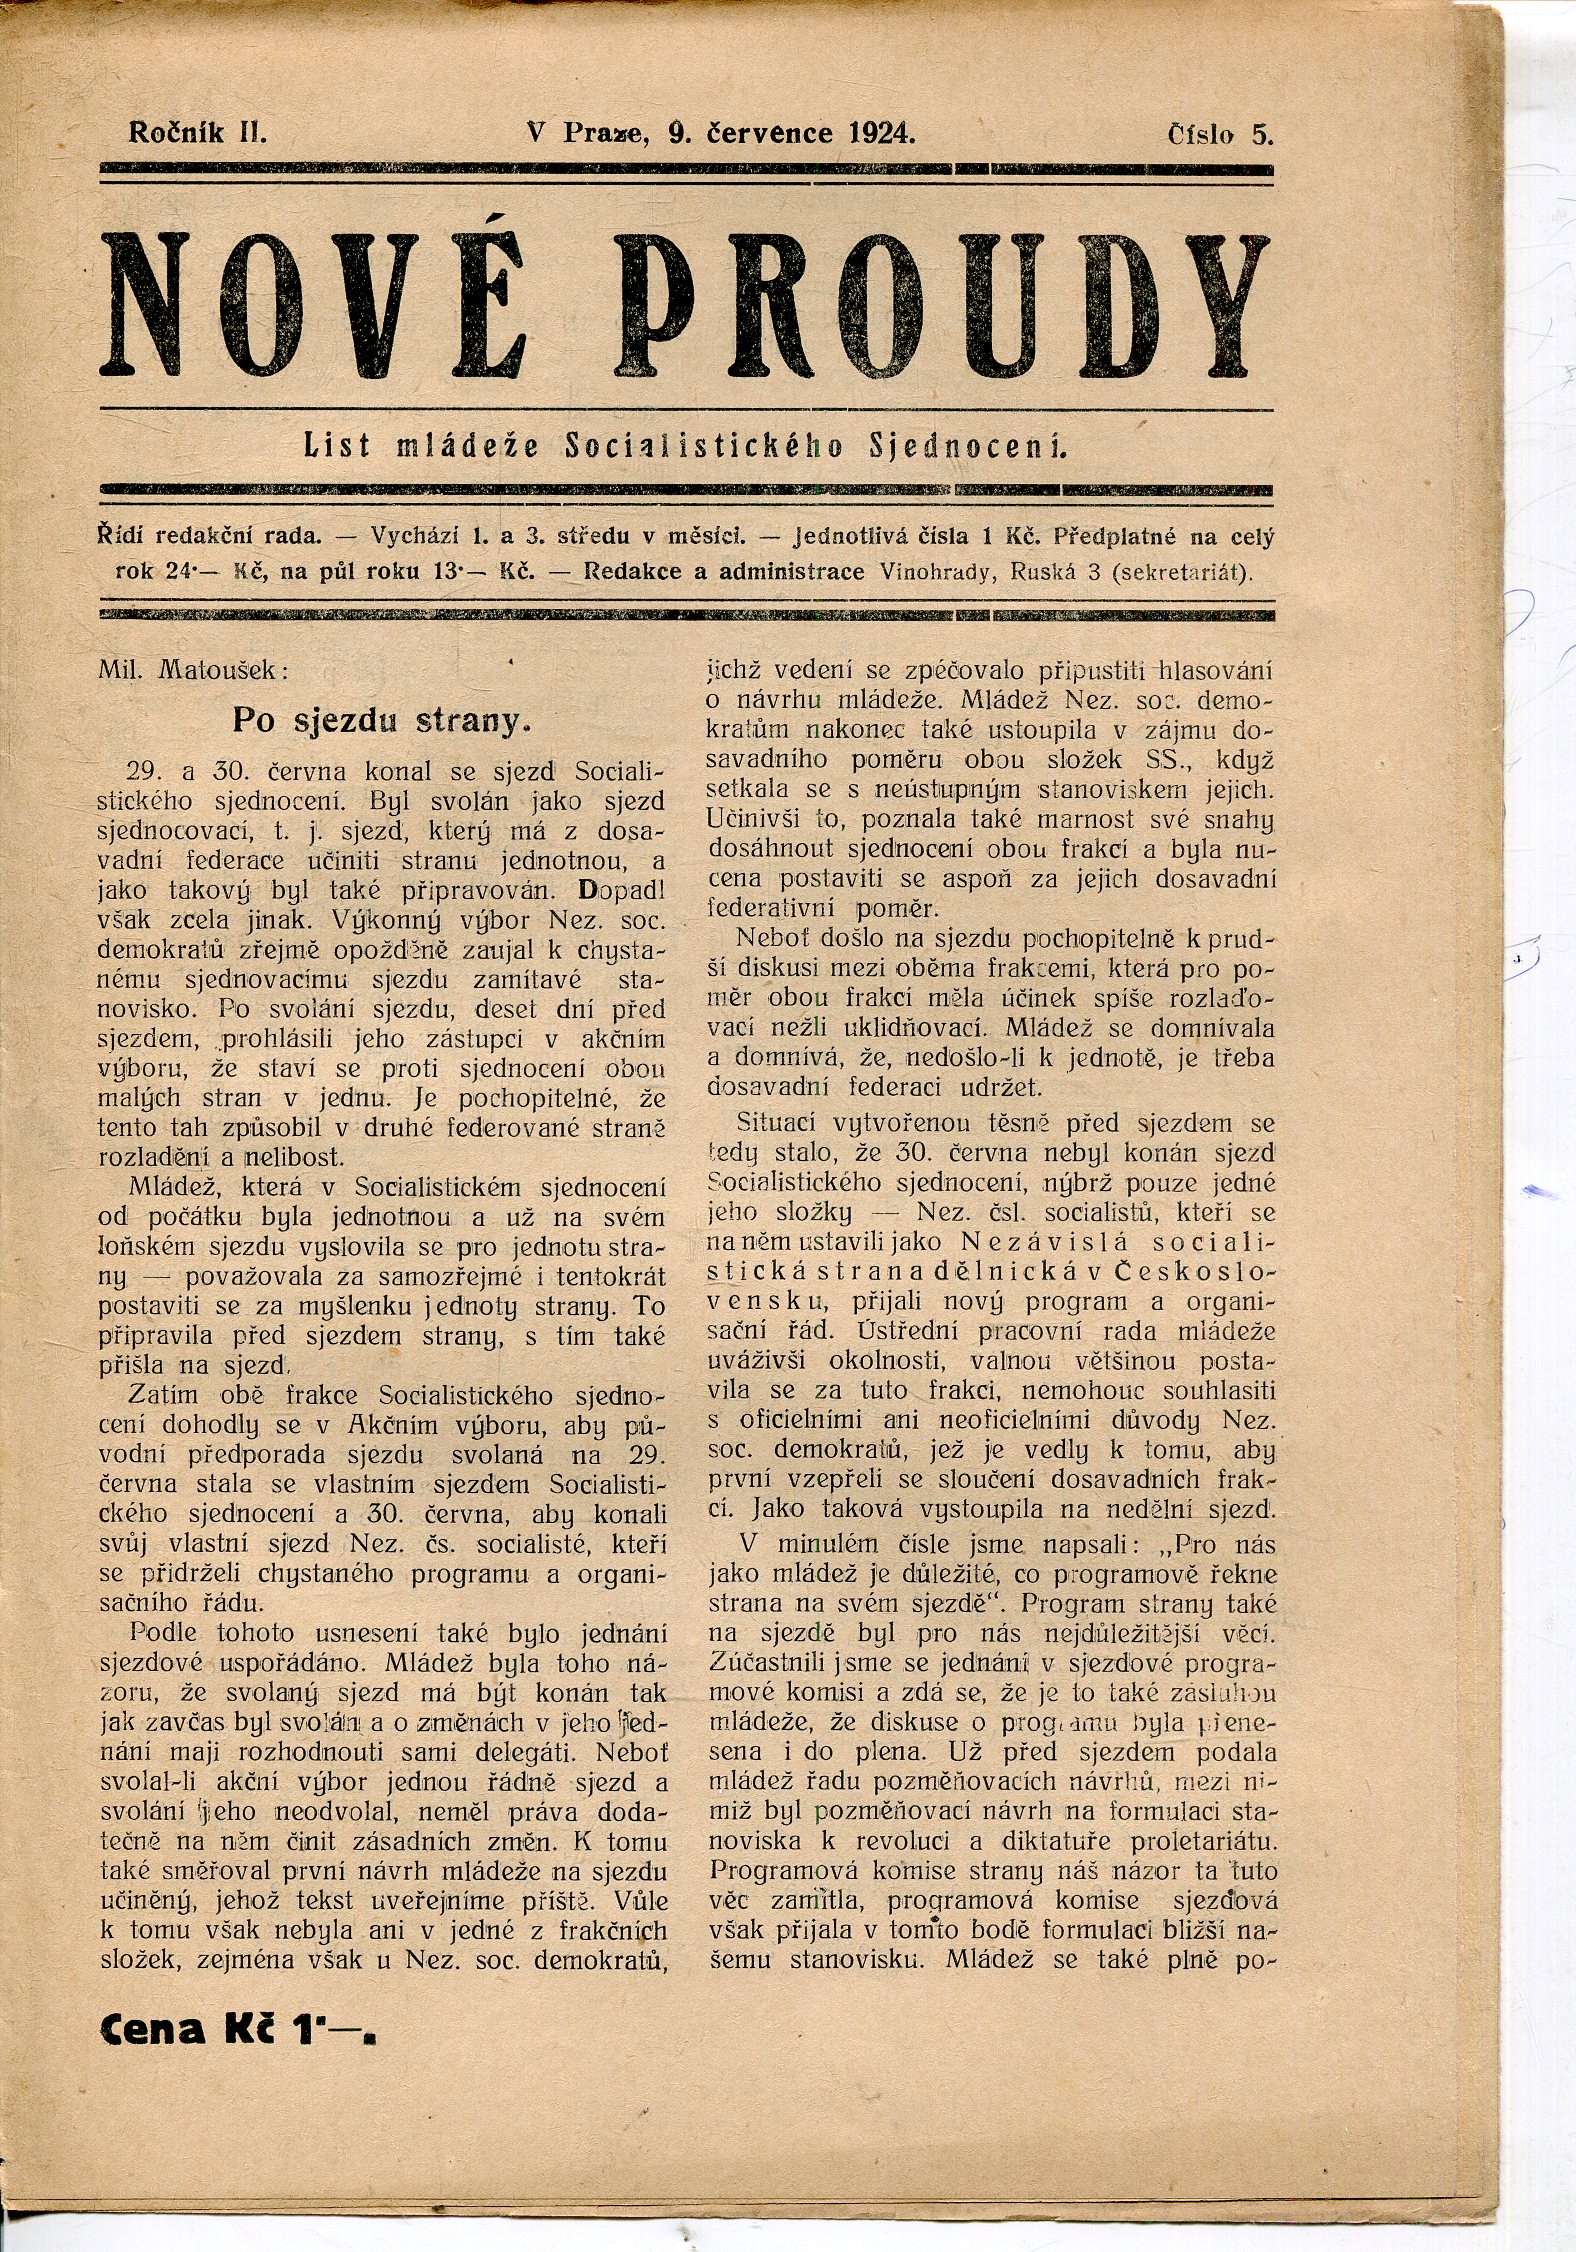 Ročník II.
V Praze, 9. července 1924.
Číslo 5.
NOVÉ PROUDY
List mládeže Socialistického Sjednocení.
Řídí redakční rada. — Vychází 1. a 3. středu v měsíci. — Jednotlivá čísla 1 Kč. Předplatné na celý
rok 24·— Kč, na půl roku 13·— Kč. — Redakce a administrace Vinohrady, Ruská 3 (sekretariát).
Mil. Matoušek:
Po sjezdu strany.
29. a 30. června konal se sjezd Sociali-
stického sjednocení. Byl svolán jako sjezd
sjednocovací, t. j. sjezd, který má z dosa-
vadní federace učiniti stranu jednotnou, a
jako takový byl také připravován. Dopadl
však zcela jinak. Výkonný výbor Nez. soc.
demokratů zřejmě opožděně zaujal k chysta-
nému sjednovacímu sjezdu zamítavé sta-
novisko. Po svolání sjezdu, deset dní před
sjezdem, prohlásili jeho zástupci v akčním
výboru, že staví se proti sjednocení obou
malých stran v jednu. Je pochopitelné, že
tento tah způsobil v druhé federované straně
rozladění a nelibost.
Mládež, která v Socialistickém sjednocení
od počátku byla jednotnou a už na svém
loňském sjezdu vyslovila se pro jednotu stra-
ny — považovala za samozřejmé i tentokrát
postaviti se za myšlenku jednoty strany. To
připravila před sjezdem strany, s tím také
přišla na sjezd.
Zatím obě frakce Socialistického sjedno-
cení dohodly se v Akčním výboru, aby pů-
vodní předporada sjezdu svolaná na 29.
června stala se vlastním sjezdem Socialisti-
ckého sjednocení a 30. června, aby konali
svůj vlastní sjezd Nez. čs. socialisté, kteří
se přidrželi chystaného programu a organi-
sačního řádu.
Podle tohoto usnesení také bylo jednání
sjezdové uspořádáno. Mládež byla toho ná-
zoru, že svolaný sjezd má být konán tak
jak zavčas byl svolán a o změnách v jeho jed-
nání maji rozhodnouti sami delegáti. Neboť
svolal-li akční výbor jednou řádně sjezd a
svolání jeho neodvolal, neměl práva doda-
tečně na něm činit zásadních změn. K tomu
také směřoval první návrh mládeže na sjezdu
učiněný, jehož tekst uveřejníme příště. Vůle
k tomu však nebyla ani v jedné z frakčních
složek, zejména však u Nez. soc. demokratů,
jichž vedení se zpěčovalo připustiti hlasování
o návrhu mládeže. Mládež Nez. soc. demo-
kratům nakonec také ustoupila v zájmu do-
savadního poměru obou složek SS., když
setkala se s neústupným stanoviskem jejich.
Učinivši to, poznala také marnost své snahy
dosáhnout sjednocení obou frakcí a byla nu-
cena postaviti se aspoň za jejich dosavadní
federativní poměr.
Neboť došlo na sjezdu pochopitelně k prud-
ší diskusi mezi oběma frakcemi, která pro po-
měr obou frakcí měla účinek spíše rozlaďo-
vací nežli uklidňovací. Mládež se domnívala
a domnívá, že, nedošlo-li k jednotě, je třeba
dosavadní federaci udržet.
Situací vytvořenou těsně před sjezdem se
tedy stalo, že 30. června nebyl konán sjezd
Socialistického sjednocení, nýbrž pouze jedné
jeho složky — Nez. čsl. socialistů, kteří se
na něm ustavili jako Nezávislá sociali-
stická strana dělnická v Českoslo-
vensku, přijali nový program a organi-
sační řád. Ústřední pracovní rada mládeže
uváživši okolnosti, valnou většinou posta-
vila se za tuto frakci, nemohouc souhlasiti
s oficielními ani neoficielními důvody Nez.
soc. demokratů, jež je vedly k tomu, aby
první vzepřeli se sloučení dosavadních frak-
cí. Jako taková vystoupila na nedělní sjezd.
V minulém čísle jsme napsali: „Pro nás
jako mládež je důležité, co programově řekne
strana na svém sjezdě“. Program strany také
na sjezdě byl pro nás nejdůležitější věcí.
Zúčastnili jsme se jednání v sjezdové progra-
mové komisi a zdá se, že je to také zásluhou
mládeže, že diskuse o programu byla přene-
sena i do plena. Už před sjezdem podala
mládež řadu pozměňovacích návrhů, mezi ni-
miž byl pozměňovací návrh na formulaci sta-
noviska k revoluci a diktatuře proletariátu.
Programová komise strany náš názor ta tuto
věc zamítla, programová komise sjezdová
však přijala v tomto bodě formulaci bližší na-
šemu stanovisku. Mládež se také plně po-
Cena Kč 1·—.